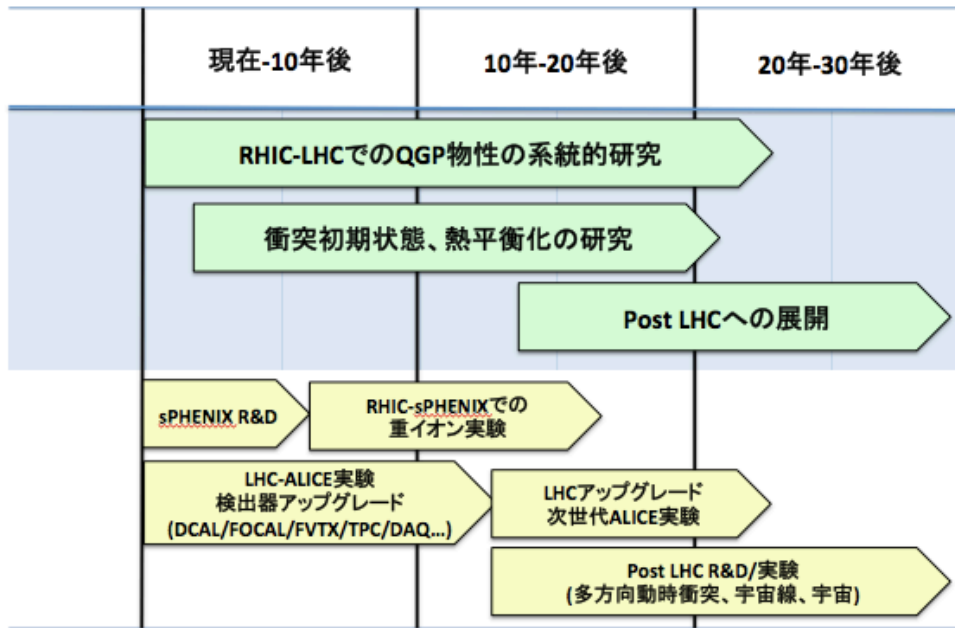 現在-10年後
10年-20年後
20年-30年後
RHIC-LHCでのQGP物性の系統的研究
衝突初期状態、熱平衡化の研究
Post LHCへの展開
sPHENIX R&D
RHIC-sPHENIXでの
重イオン実験
LHC-ALICE実験
検出器アップグレード
(DCAL/FOCAL/FVTX/TPC/DAQ...)
LHCアップグレード
次世代ALICE実験
Post LHC R&D/実験
(多方向動時衝突、宇宙線、宇宙)